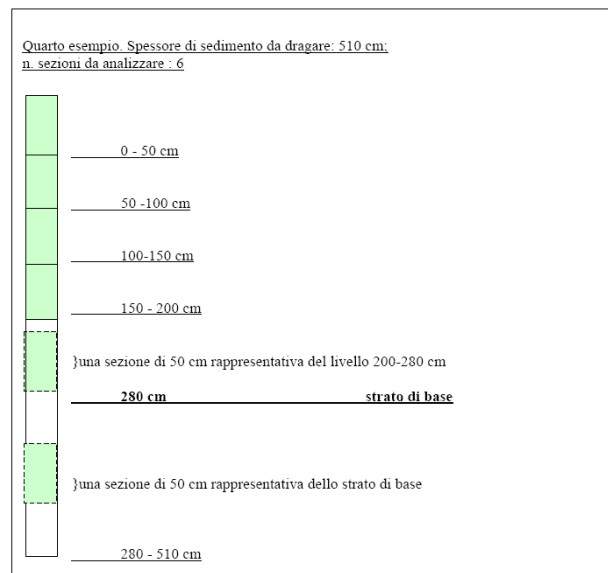 Quarto esempio. Spessore di sedimento da dragare: 510 cm;
n. sezioni da analizzare : 6
0 - 50 cm
50 -100 cm
100-150 cm
150 - 200 cm
}una sezione di 50 cm rappresentativa del livello 200-280 cm
280 cm strato di base
}una sezione di 50 cm rappresentativa dello strato di base
280 - 510 cm